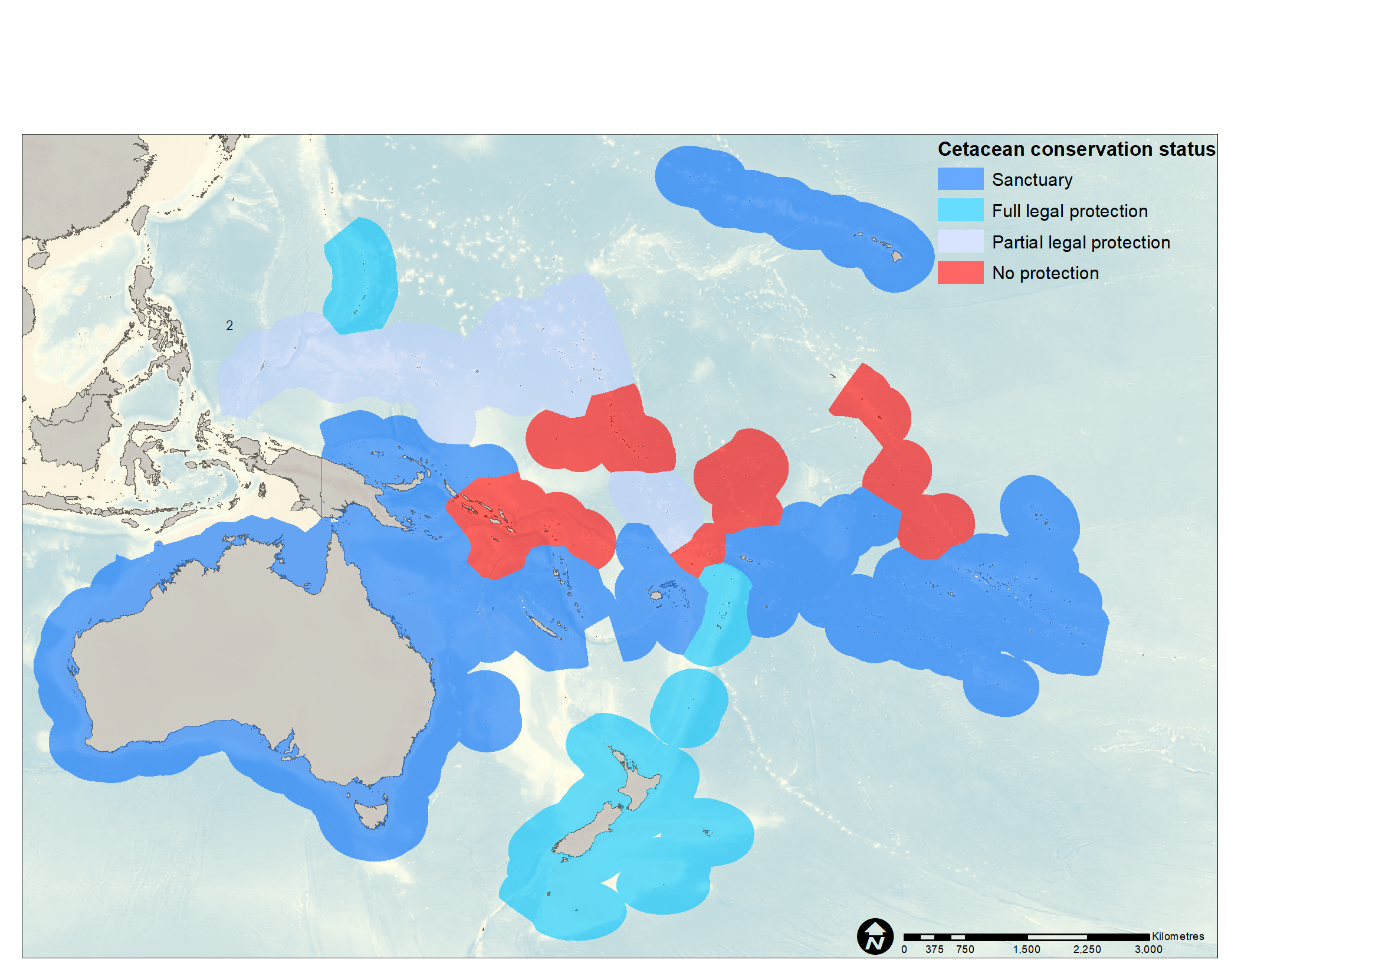 Cetacean conservation status
Sanctuary
Full legal protection
Partial legal protection
No protection
2
N
Kilometres
0 375 750 1,500 2,250 3,000